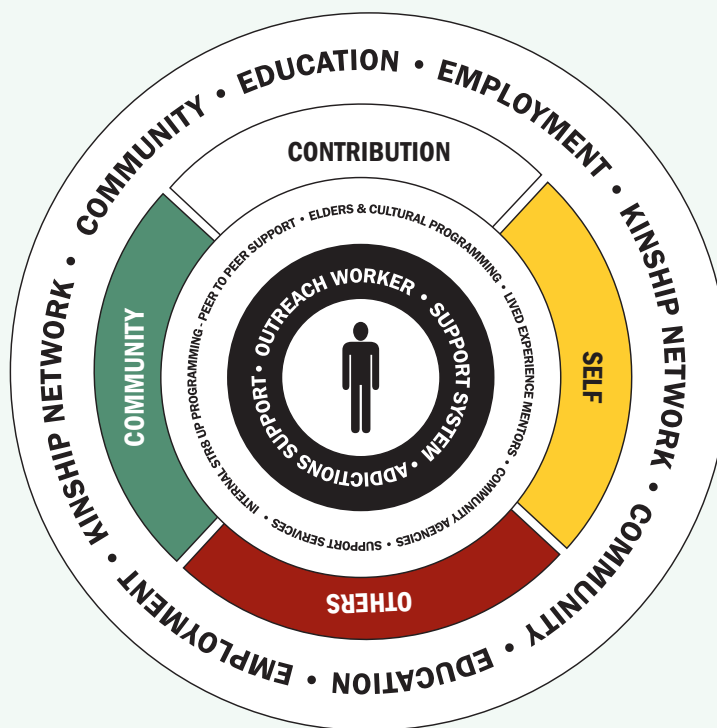 COMMUNITY • EDUCATION • EMPLOYMENT • KINSHIP NETWORK • COMMUNITY • EDUCATION • EMPLOYMENT • KINSHIP NETWORK •
CONTRIBUTION
SELF
OTHERS
COMMUNITY
INTERNAL STR8 UP PROGRAMMING - PEER TO PEER SUPPORT • ELDERS & CULTURAL PROGRAMMING • LIVED EXPERIENCE MENTORS • COMMUNITY AGENCIES • SUPPORT SERVICES •
OUTREACH WORKER • SUPPORT SYSTEM • ADDICTIONS SUPPORT •